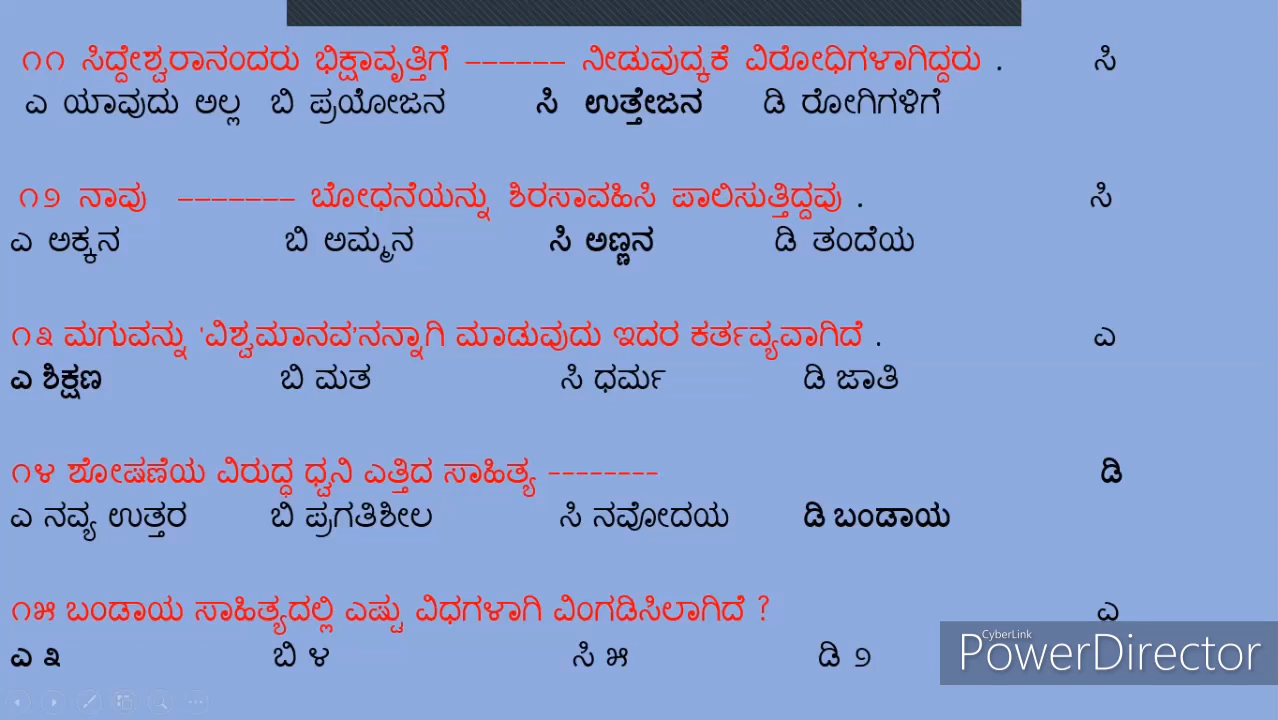 ೧೧ ಸಿದ್ದೇಶ್ವರಾನಂದರು ಭಿಕ್ಷಾವೃತ್ತಿಗೆ ------ ನೀಡುವುದ್ಕಕೆ ವಿರೋಧಿಗಳಾಗಿದ್ದರು . ಸಿ
ಎ ಯಾವುದು ಅಲ್ಲ ಬಿ ಪ್ರಯೋಜನ ಸಿ ಉತ್ತೇಜನ ಡಿ ರೋಗಿಗಳಿಗೆ
೧೨ ನಾವು ------- ಬೋಧನೆಯನ್ನು ಶಿರಸಾವಹಿಸಿ ಪಾಲಿಸುತ್ತಿದ್ದವು . ಸಿ
ಎ ಅಕ್ಕನ ಬಿ ಅಮ್ಮನ ಸಿ ಅಣ್ಣನ ಡಿ ತಂದೆಯ
೧೩ ಮಗುವನ್ನು 'ವಿಶ್ವಮಾನವ'ನನ್ನಾಗಿ ಮಾಡುವುದು ಇದರ ಕರ್ತವ್ಯವಾಗಿದೆ . ಎ
ಎ ಶಿಕ್ಷಣ ಬಿ ಮತ ಸಿ ಧರ್ಮ ಡಿ ಜಾತಿ
೧೪ ಶೋಷಣೆಯ ವಿರುದ್ಧ ಧ್ವನಿ ಎತ್ತಿದ ಸಾಹಿತ್ಯ -------- ಡಿ
ಎ ನವ್ಯ ಉತ್ತರ ಬಿ ಪ್ರಗತಿಶೀಲ ಸಿ ನವೋದಯ ಡಿ ಬಂಡಾಯ
೧೫ ಬಂಡಾಯ ಸಾಹಿತ್ಯದಲ್ಲಿ ಎಷ್ಟು ವಿಧಗಳಾಗಿ ವಿಂಗಡಿಸಿಲಾಗಿದೆ ? ಎ
ಎ ೩ ಬಿ ೪ ಸಿ ೫ ಡಿ ೨
CyberLink
PowerDirector